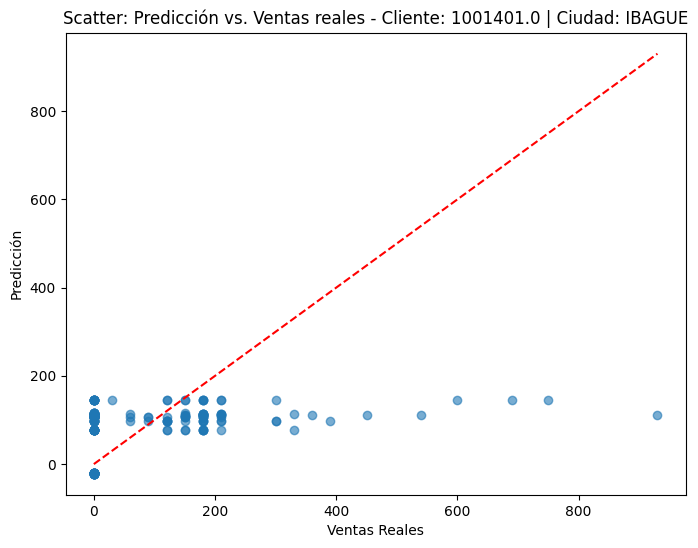 Scatter: Predicción vs. Ventas reales - Cliente: 1001401.0 | Ciudad: IBAGUE
800
600
400
200
0
Predicción
0 200 400 600 800
Ventas Reales